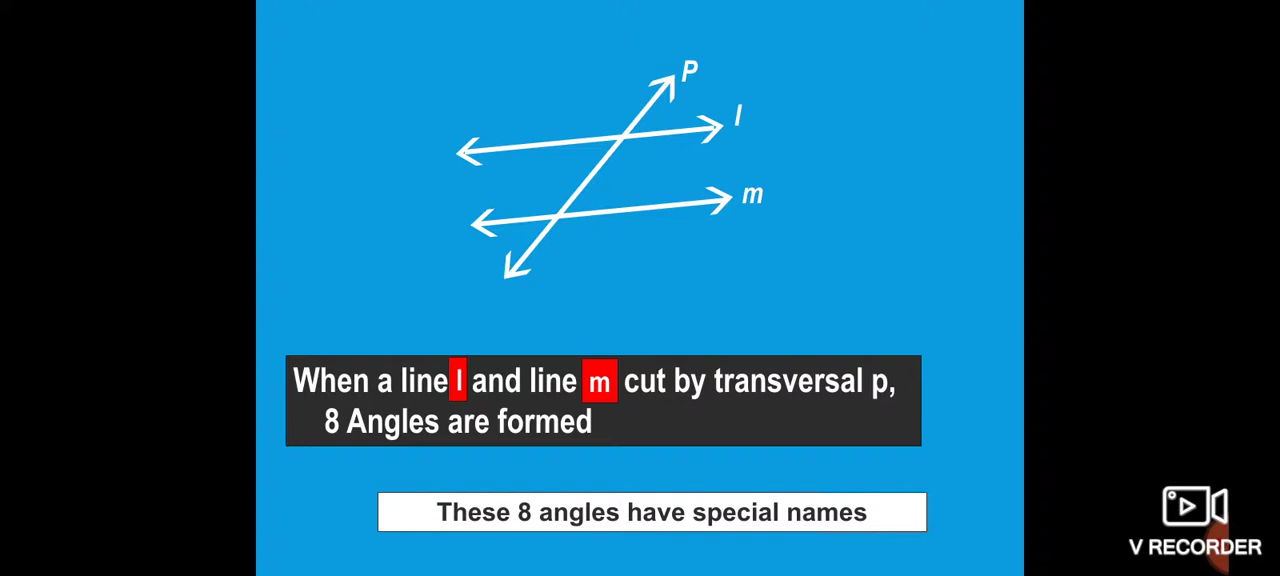 P
l
m
When a line l and line m cut by transversal p,
8 Angles are formed
These 8 angles have special names
V RECORDER